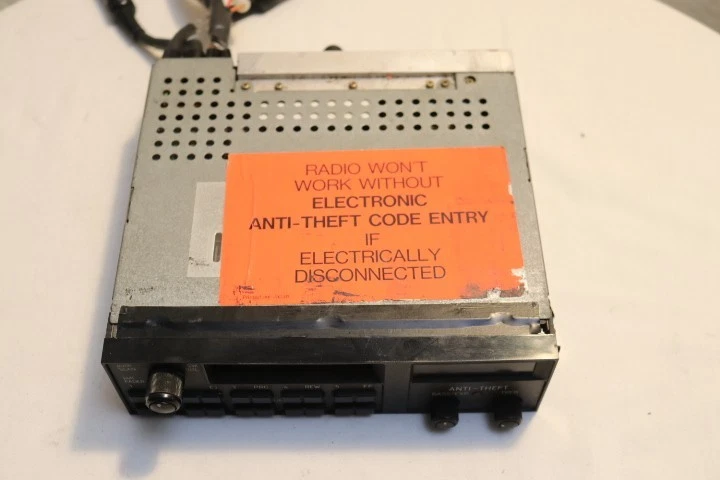 RADIO WON'T
WORK WITHOUT
ELECTRONIC
ANTI-THEFT CODE ENTRY
IF
ELECTRICALLY
DISCONNECTED
ANTI-THEFT